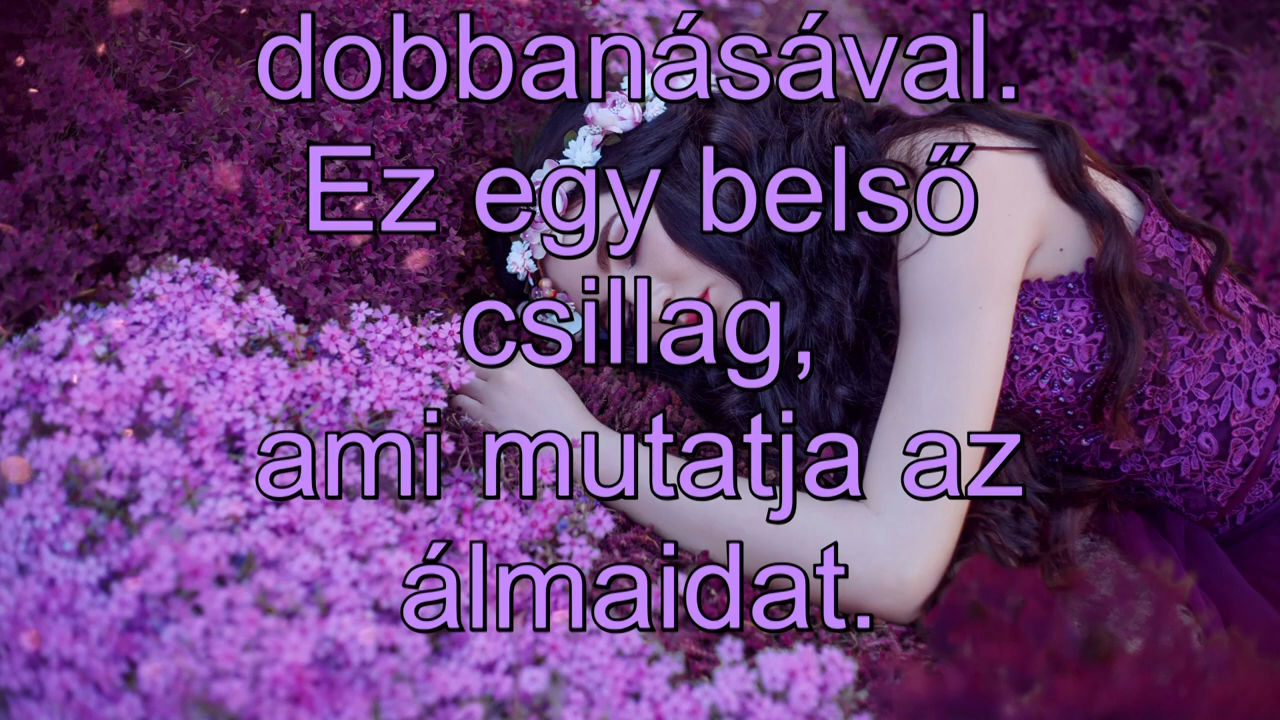 dobbanásával.
Ez egy belső
csillag,
ami mutatja az
álmaidat.